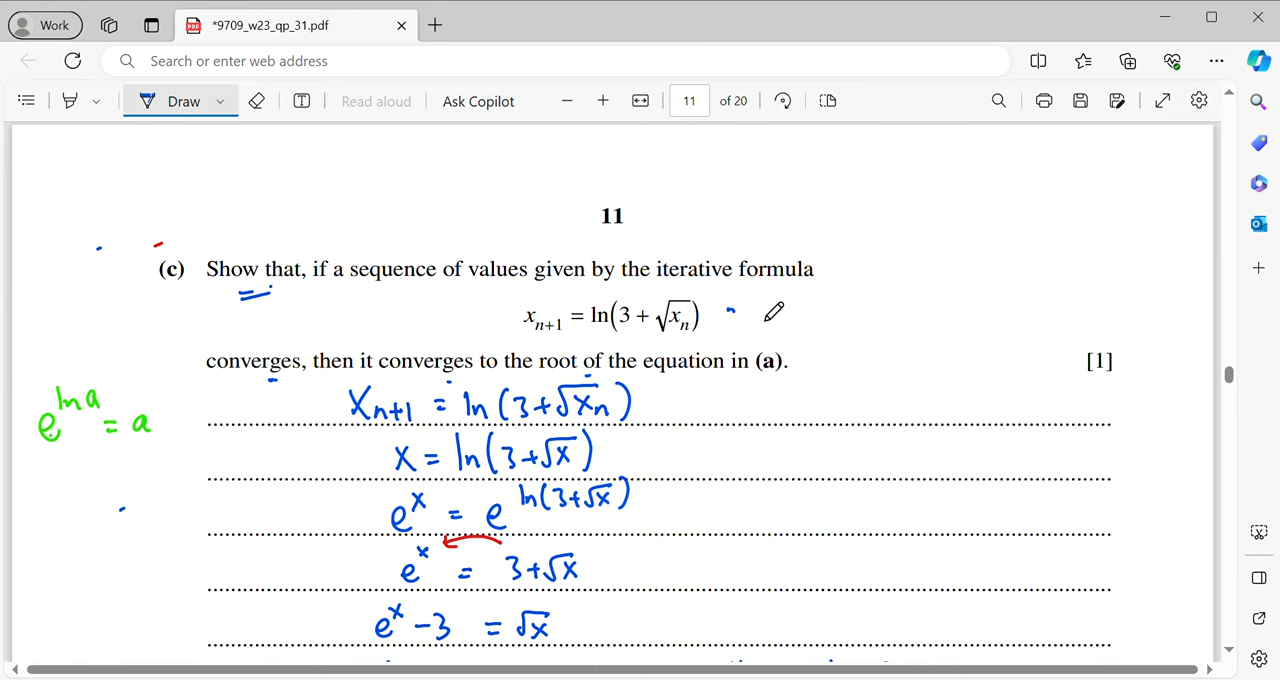 Work
*9709_w23_qp_31.pdf
Search or enter web address
Draw
Read aloud
Ask Copilot
11
of 20
11
(c) Show that, if a sequence of values given by the iterative formula
xₙ₊₁ = ln(3 + √xₙ)
converges, then it converges to the root of the equation in (a). [1]
xₙ₊₁ = ln(3+√xₙ)
e^(ln a) = a
x = ln(3+√x)
e^x = e^(ln(3+√x))
e^x = 3+√x
e^x - 3 = √x